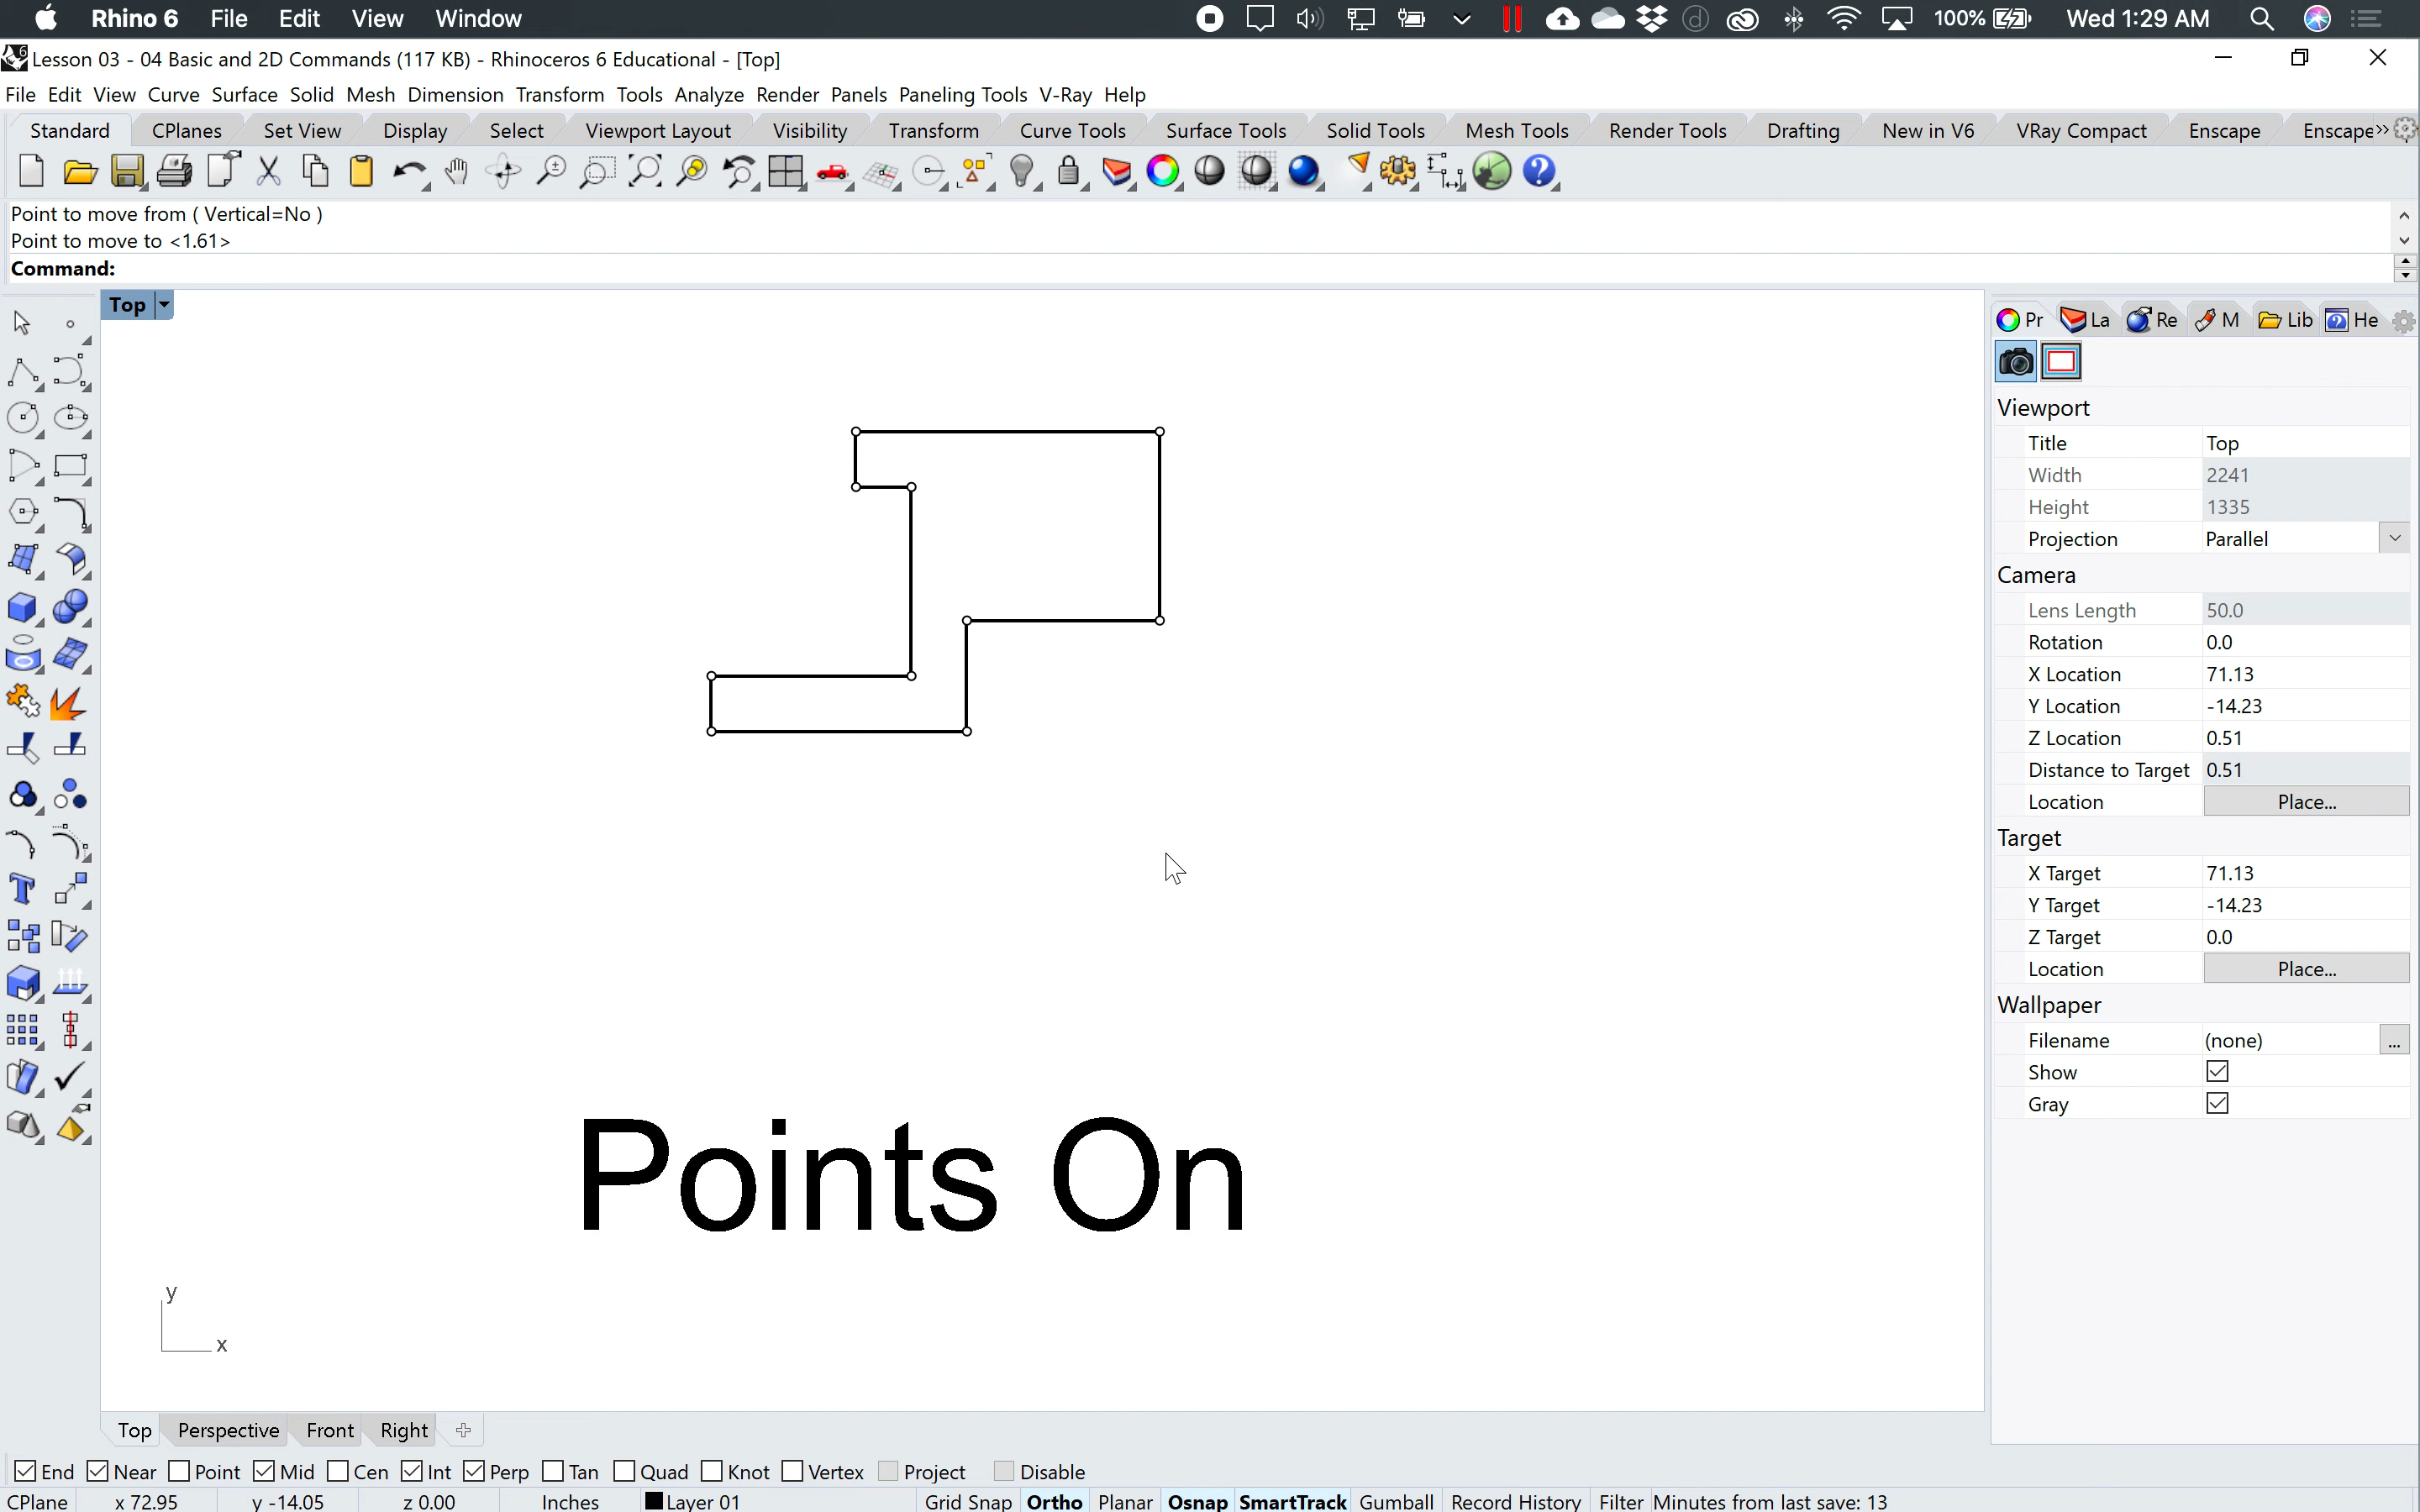 Rhino 6 File Edit View Window 100% Wed 1:29 AM
Lesson 03 - 04 Basic and 2D Commands (117 KB) - Rhinoceros 6 Educational - [Top]
File Edit View Curve Surface Solid Mesh Dimension Transform Tools Analyze Render Panels Paneling Tools V-Ray Help
Standard CPlanes Set View Display Select Viewport Layout Visibility Transform Curve Tools Surface Tools Solid Tools Mesh Tools Render Tools Drafting New in V6 VRay Compact Enscape Enscape»
Point to move from ( Vertical=No )
Point to move to <1.61>
Command:
Top
Pr La Re M Lib He
Viewport
Title Top
Width 2241
Height 1335
Projection Parallel
Camera
Lens Length 50.0
Rotation 0.0
X Location 71.13
Y Location -14.23
Z Location 0.51
Distance to Target 0.51
Location Place...
Target
X Target 71.13
Y Target -14.23
Z Target 0.0
Location Place...
Wallpaper
Filename (none) ...
Show
Gray
Points On
y
x
Top Perspective Front Right
End Near Point Mid Cen Int Perp Tan Quad Knot Vertex Project Disable
CPlane x 72.95 y -14.05 z 0.00 Inches Layer 01 Grid Snap Ortho Planar Osnap SmartTrack Gumball Record History Filter Minutes from last save: 13